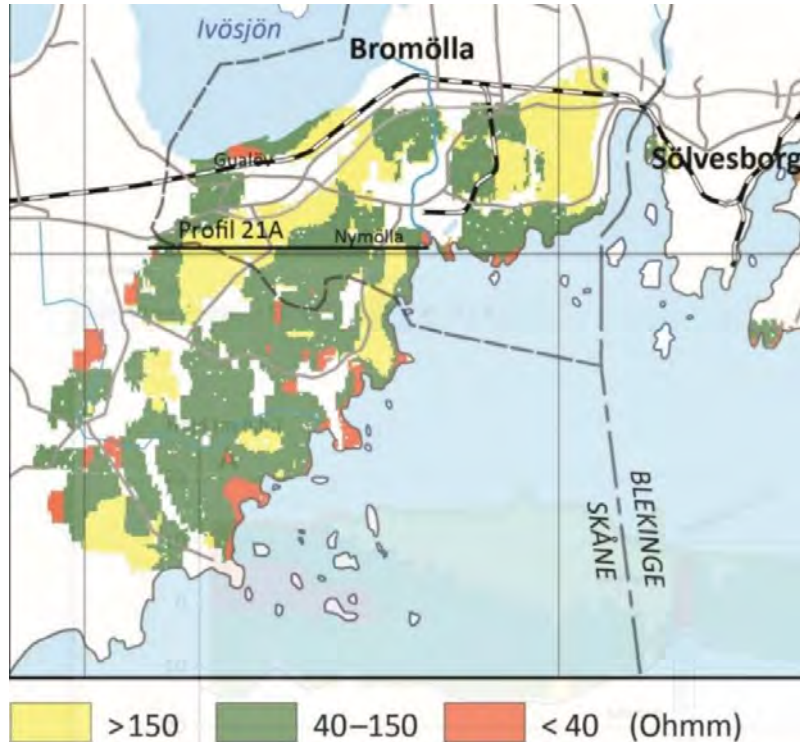 Ivösjön
Bromölla
Gualöv
Sölvesborg
Profil 21A
Nymölla
BLEKINGE
SKÅNE
>150
40–150
<40
(Ohmm)